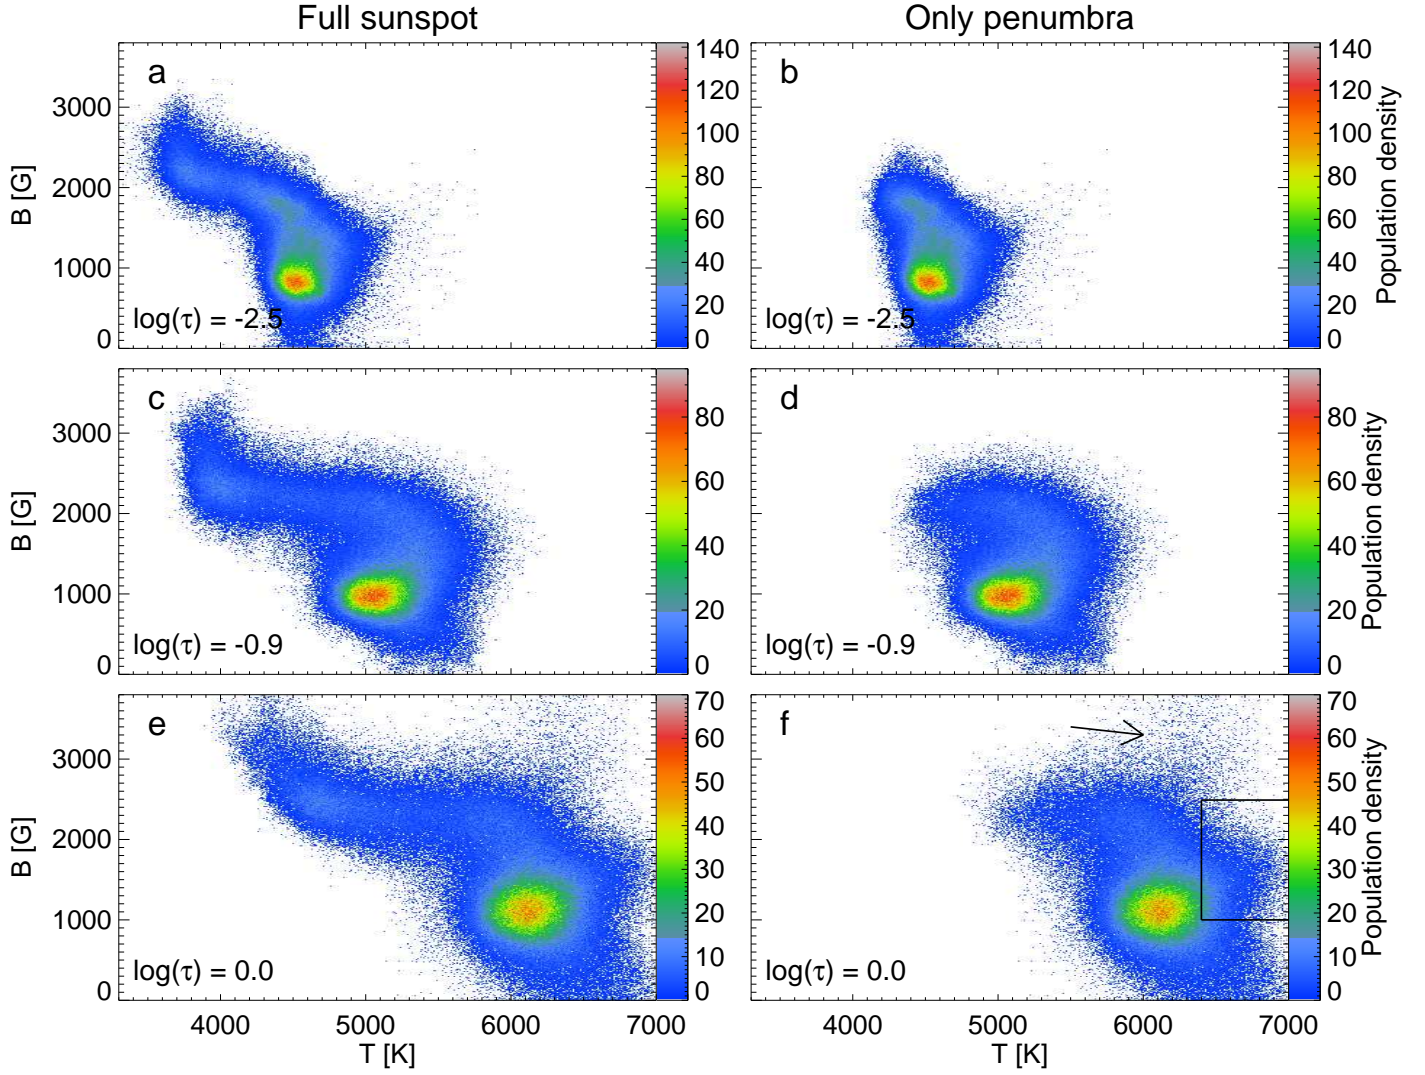 Full sunspot Only penumbra
a
b
B [G]
3000
2000
1000
0
log(τ) = -2.5
140
120
100
80
60
40
20
0
log(τ) = -2.5
140
120
100
80
60
40
20
0
Population density
c
d
B [G]
3000
2000
1000
0
log(τ) = -0.9
80
60
40
20
0
log(τ) = -0.9
80
60
40
20
0
Population density
e
f
B [G]
3000
2000
1000
0
log(τ) = 0.0
70
60
50
40
30
20
10
0
log(τ) = 0.0
70
60
50
40
30
20
10
0
Population density
4000 5000 6000 7000
T [K]
4000 5000 6000 7000
T [K]